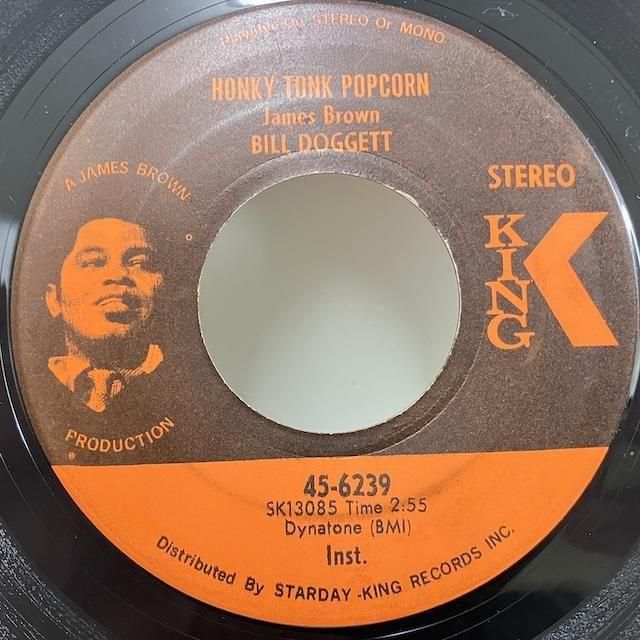 Playable On STEREO Or MONO
HONKY TONK POPCORN
James Brown
BILL DOGGETT
A JAMES BROWN
PRODUCTION
STEREO
KING
K
45-6239
SK13085 Time 2:55
Dynatone (BMI)
Inst.
Distributed By STARDAY-KING RECORDS INC.